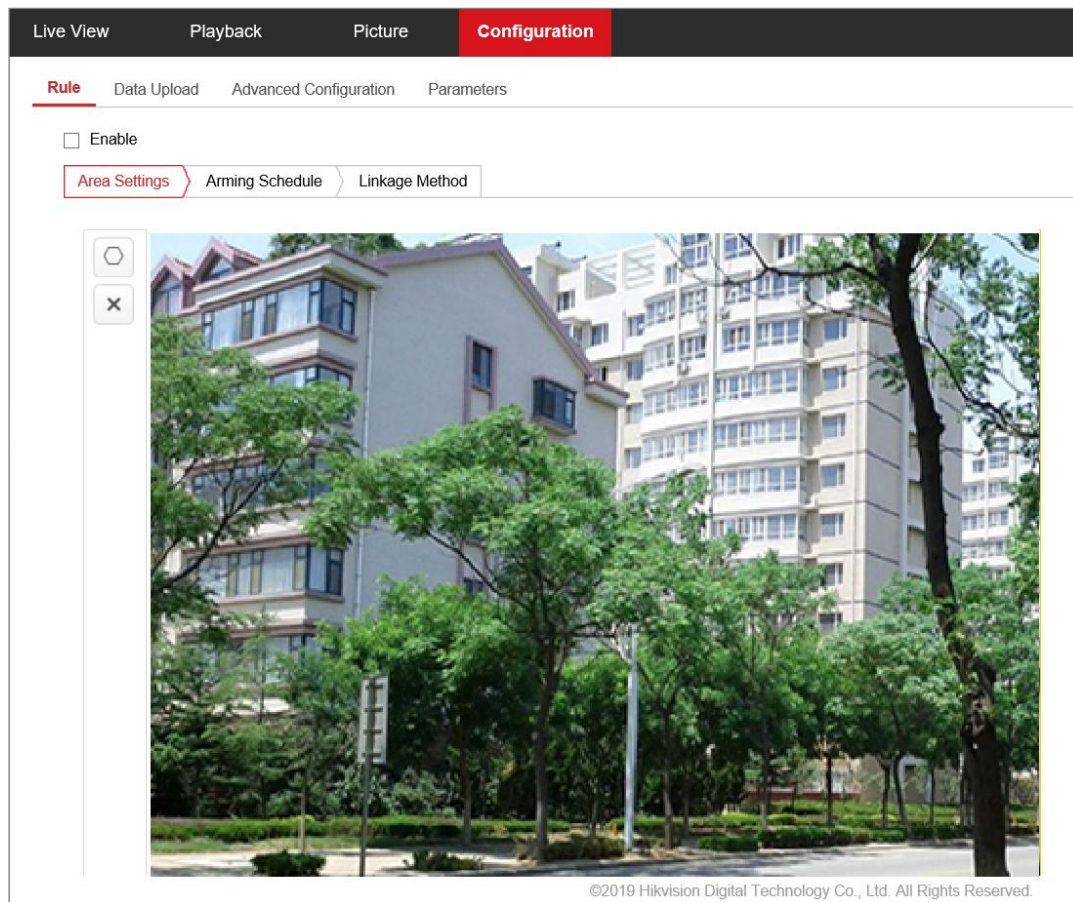 Live View Playback Picture Configuration
Rule Data Upload Advanced Configuration Parameters
Enable
Area Settings Arming Schedule Linkage Method
©2019 Hikvision Digital Technology Co., Ltd. All Rights Reserved.